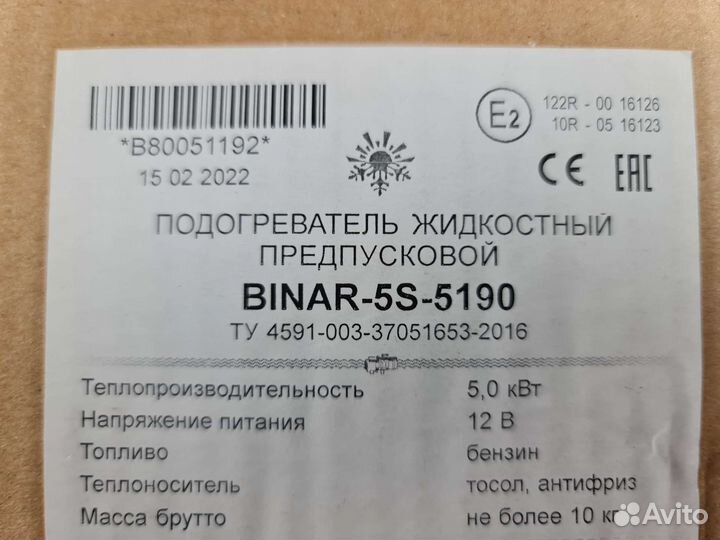 *B80051192*
15 02 2022
E2
122R - 00 16126
10R - 05 16123
CE EAC
ПОДОГРЕВАТЕЛЬ ЖИДКОСТНЫЙ
ПРЕДПУСКОВОЙ
BINAR-5S-5190
ТУ 4591-003-37051653-2016
Теплопроизводительность 5,0 кВт
Напряжение питания 12 В
Топливо бензин
Теплоноситель тосол, антифриз
Масса брутто не более 10 кг
Avito